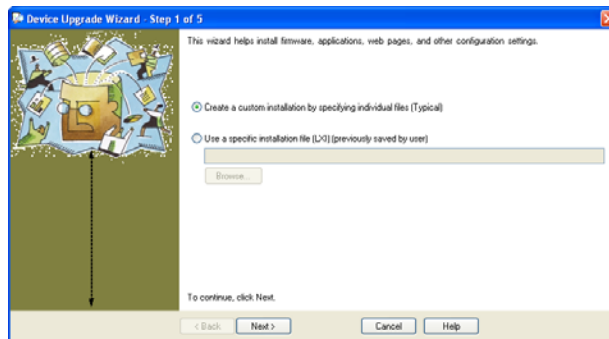 Device Upgrade Wizard - Step 1 of 5
This wizard helps install firmware, applications, web pages, and other configuration settings.
Create a custom installation by specifying individual files (Typical)
Use a specific installation file (LXI) (previously saved by user)
Browse...
To continue, click Next.
< Back
Next >
Cancel
Help